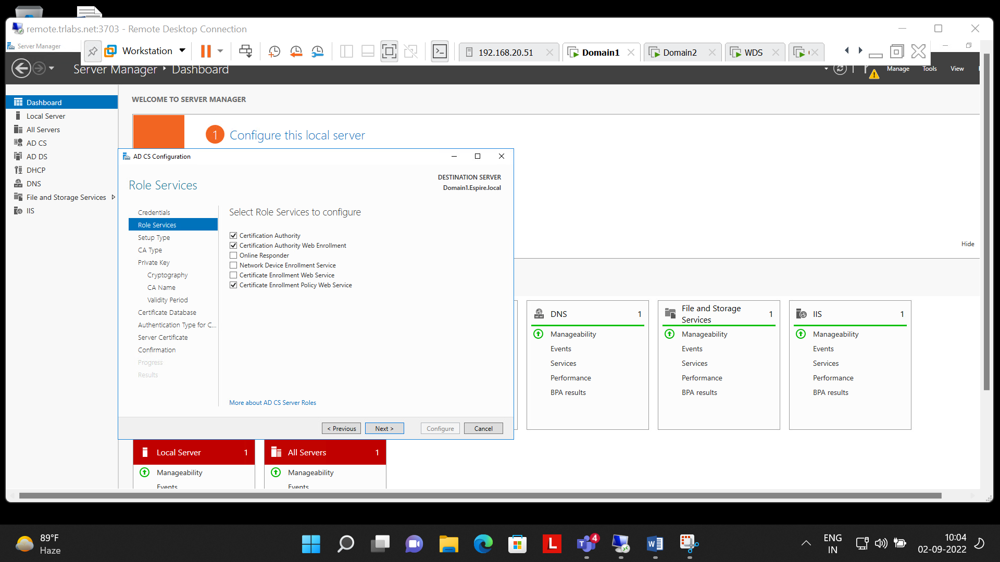 remote.trlabs.net:3703 - Remote Desktop Connection
Server Manager
Workstation
192.168.20.51
Domain1
Domain2
WDS
Server Manager
Dashboard
Manage
Tools
View
Dashboard
Local Server
All Servers
AD CS
AD DS
DHCP
DNS
File and Storage Services
IIS
WELCOME TO SERVER MANAGER
1 Configure this local server
Hide
AD CS Configuration
Role Services
DESTINATION SERVER
Domain1.Espire.local
Credentials
Role Services
Setup Type
CA Type
Private Key
Cryptography
CA Name
Validity Period
Certificate Database
Authentication Type for C...
Server Certificate
Confirmation
Progress
Results
Select Role Services to configure
Certification Authority
Certification Authority Web Enrollment
Online Responder
Network Device Enrollment Service
Certificate Enrollment Web Service
Certificate Enrollment Policy Web Service
More about AD CS Server Roles
< Previous
Next >
Configure
Cancel
DNS 1
Manageability
Events
Services
Performance
BPA results
File and Storage
Services
1
Manageability
Events
Services
Performance
BPA results
IIS 1
Manageability
Events
Services
Performance
BPA results
Local Server 1
Manageability
Events
All Servers 1
Manageability
Events
89°F
Haze
L
T
4
W
ENG
IN
10:04
02-09-2022